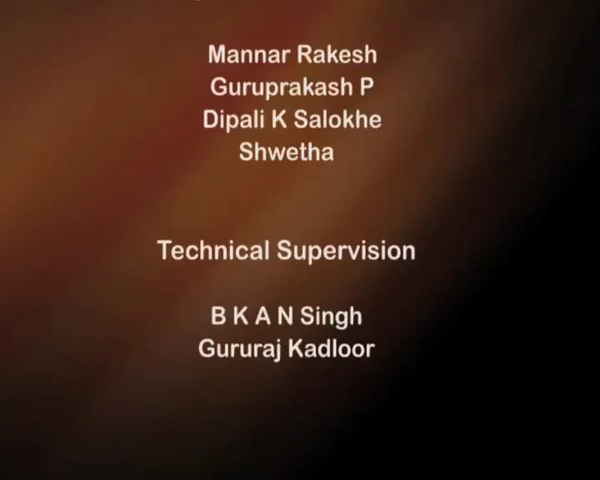 Mannar Rakesh
Guruprakash P
Dipali K Salokhe
Shwetha
Technical Supervision
B K A N Singh
Gururaj Kadloor